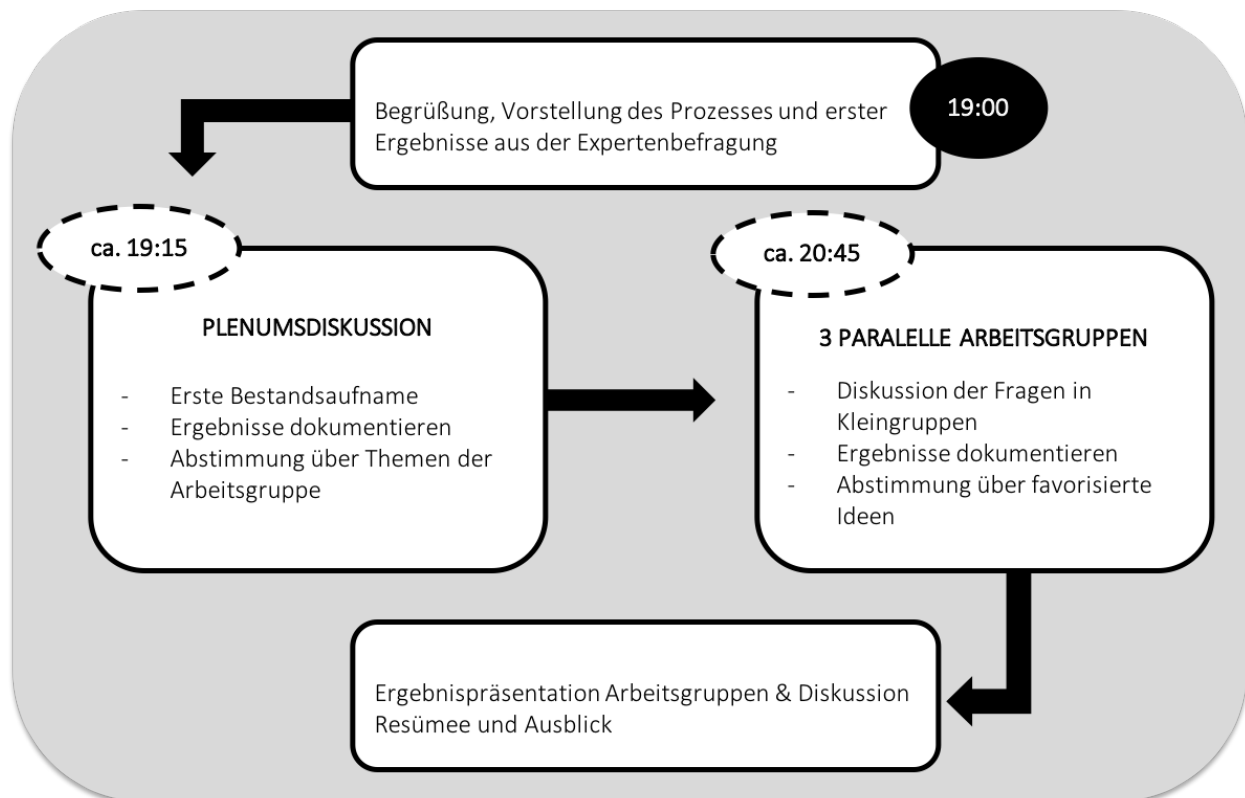 Begrüßung, Vorstellung des Prozesses und erster
Ergebnisse aus der Expertenbefragung
19:00
ca. 19:15
PLENUMSDISKUSSION
- Erste Bestandsaufname
- Ergebnisse dokumentieren
- Abstimmung über Themen der
Arbeitsgruppe
ca. 20:45
3 PARALELLE ARBEITSGRUPPEN
- Diskussion der Fragen in
Kleingruppen
- Ergebnisse dokumentieren
- Abstimmung über favorisierte
Ideen
Ergebnispräsentation Arbeitsgruppen & Diskussion
Resümee und Ausblick